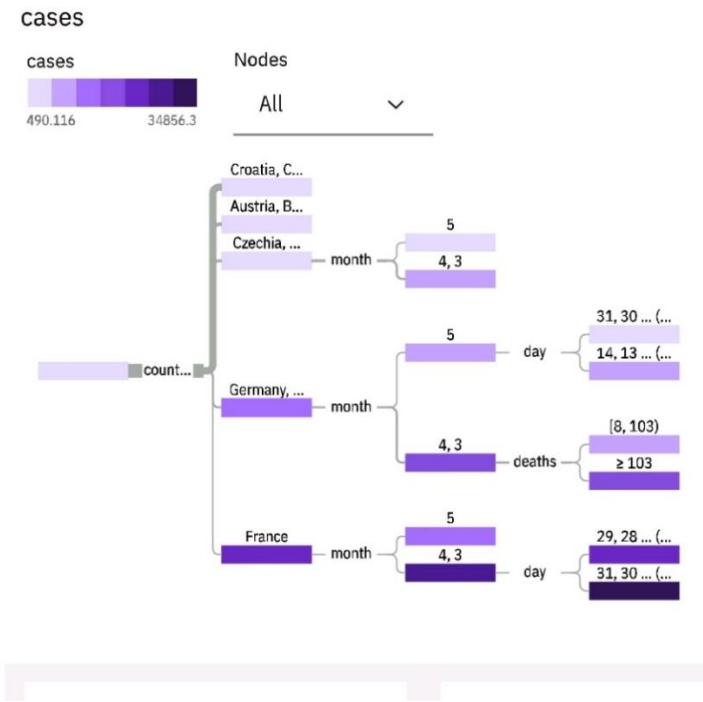 cases
cases
490.116 34856.3
Nodes
All
Croatia, C...
Austria, B...
Czechia, ...
month
5
4, 3
count...
Germany, ...
month
5
day
31, 30 ... (...
14, 13 ... (...
4, 3
deaths
[8, 103)
≥ 103
France
month
5
4, 3
day
29, 28 ... (...
31, 30 ... (...